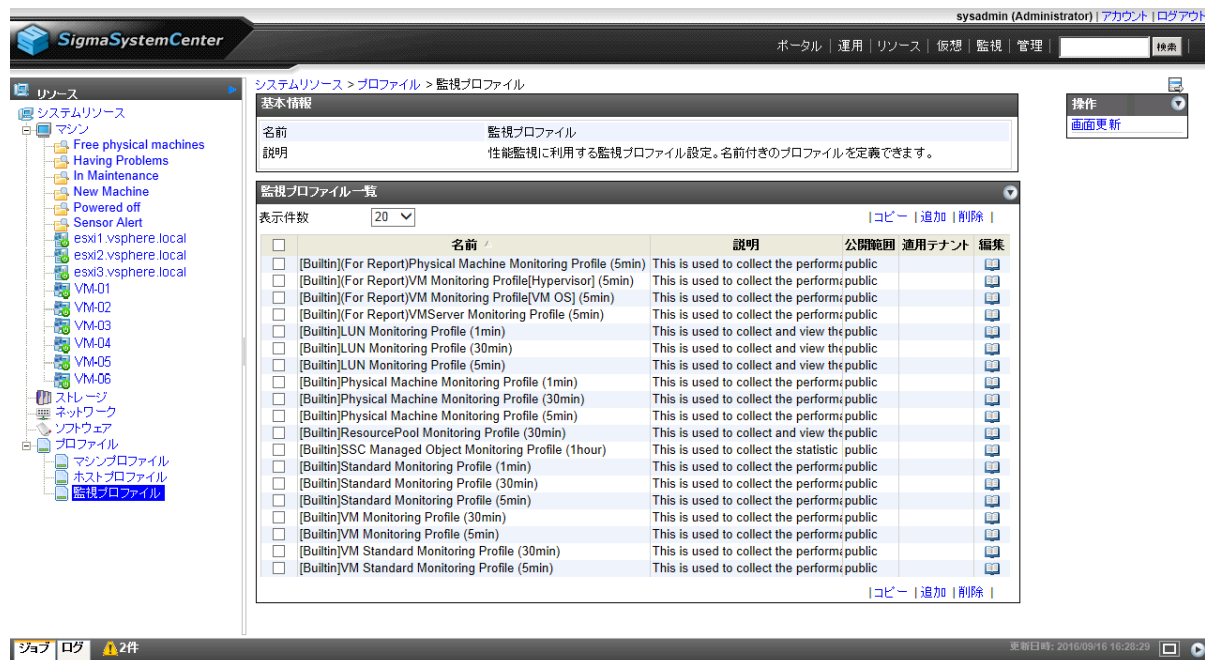 sysadmin (Administrator) | アカウント | ログアウト
SigmaSystemCenter
ポータル | 運用 | リソース | 仮想 | 監視 | 管理 | 検索 |
リソース
システムリソース
マシン
Free physical machines
Having Problems
In Maintenance
New Machine
Powered off
Sensor Alert
esxi1.vsphere.local
esxi2.vsphere.local
esxi3.vsphere.local
VM-01
VM-02
VM-03
VM-04
VM-05
VM-06
ストレージ
ネットワーク
ソフトウェア
プロファイル
マシンプロファイル
ホストプロファイル
監視プロファイル
システムリソース > プロファイル > 監視プロファイル
基本情報
名前 監視プロファイル
説明 性能監視に利用する監視プロファイル設定。名前付きのプロファイルを定義できます。
監視プロファイル一覧
表示件数 20 | コピー | 追加 | 削除 |
名前 説明 公開範囲 適用テナント 編集
[Builtin](For Report)Physical Machine Monitoring Profile (5min) This is used to collect the performa public
[Builtin](For Report)VM Monitoring Profile[Hypervisor] (5min) This is used to collect the performa public
[Builtin](For Report)VM Monitoring Profile[VM OS] (5min) This is used to collect the performa public
[Builtin](For Report)VMServer Monitoring Profile (5min) This is used to collect the performa public
[Builtin]LUN Monitoring Profile (1min) This is used to collect and view the public
[Builtin]LUN Monitoring Profile (30min) This is used to collect and view the public
[Builtin]LUN Monitoring Profile (5min) This is used to collect and view the public
[Builtin]Physical Machine Monitoring Profile (1min) This is used to collect the performa public
[Builtin]Physical Machine Monitoring Profile (30min) This is used to collect the performa public
[Builtin]Physical Machine Monitoring Profile (5min) This is used to collect the performa public
[Builtin]ResourcePool Monitoring Profile (30min) This is used to collect and view the public
[Builtin]SSC Managed Object Monitoring Profile (1hour) This is used to collect the statistic public
[Builtin]Standard Monitoring Profile (1min) This is used to collect the performa public
[Builtin]Standard Monitoring Profile (30min) This is used to collect the performa public
[Builtin]Standard Monitoring Profile (5min) This is used to collect the performa public
[Builtin]VM Monitoring Profile (30min) This is used to collect the performa public
[Builtin]VM Monitoring Profile (5min) This is used to collect the performa public
[Builtin]VM Standard Monitoring Profile (30min) This is used to collect the performa public
[Builtin]VM Standard Monitoring Profile (5min) This is used to collect the performa public
| コピー | 追加 | 削除 |
操作
画面更新
ジョブ ログ 2件 更新日時: 2016/09/16 16:28:29